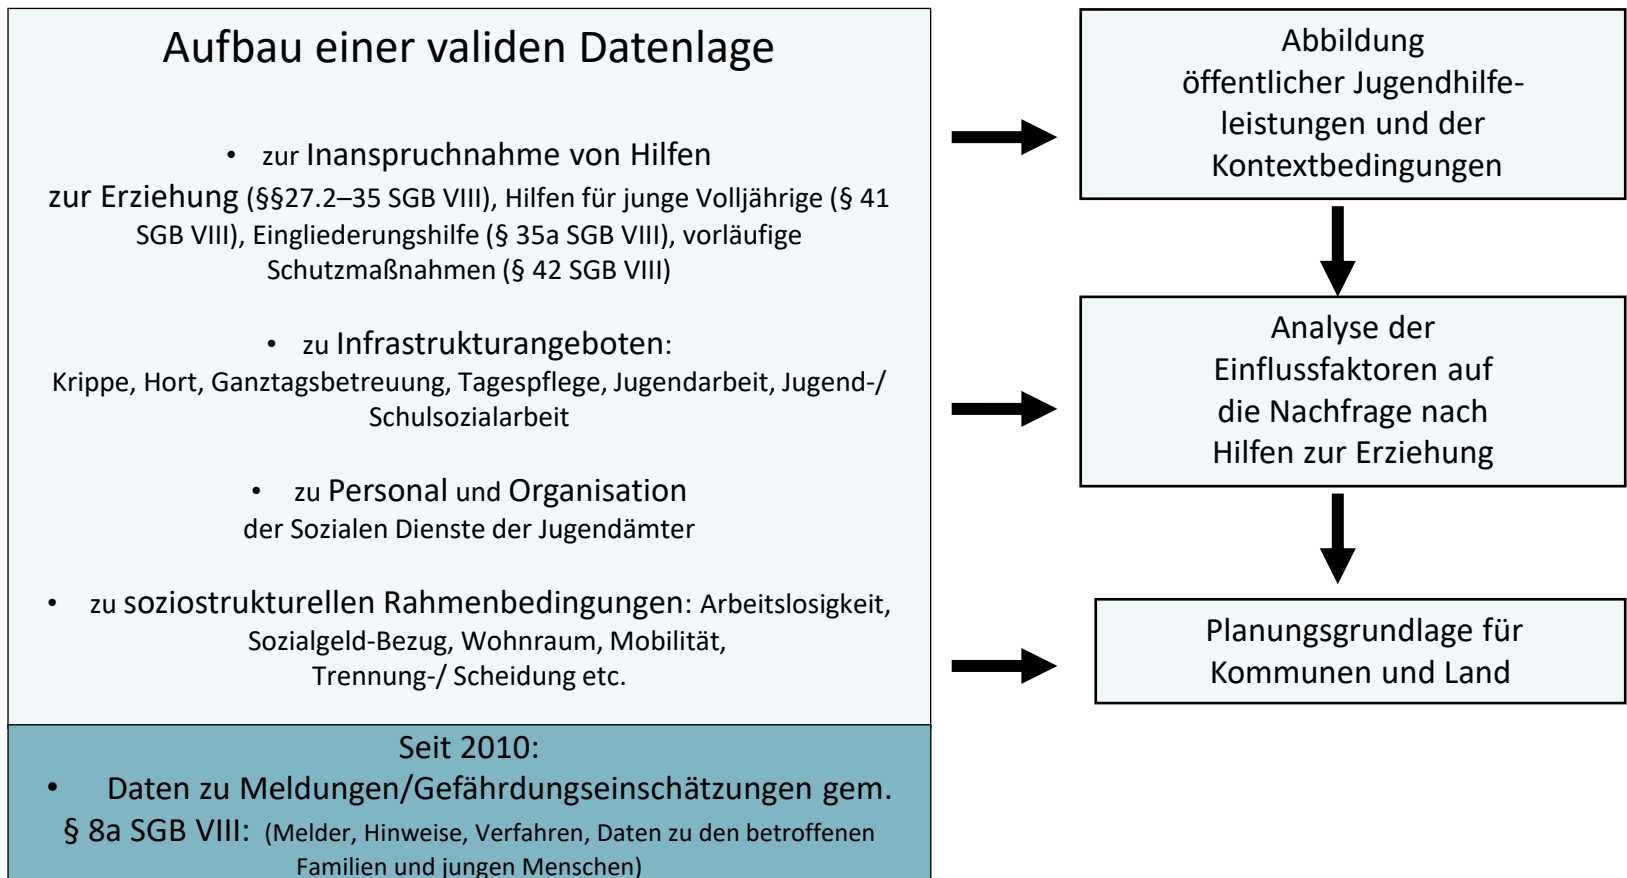 Aufbau einer validen Datenlage
• zur Inanspruchnahme von Hilfen
zur Erziehung (§§27.2–35 SGB VIII), Hilfen für junge Volljährige (§ 41
SGB VIII), Eingliederungshilfe (§ 35a SGB VIII), vorläufige
Schutzmaßnahmen (§ 42 SGB VIII)
• zu Infrastrukturangeboten:
Krippe, Hort, Ganztagsbetreuung, Tagespflege, Jugendarbeit, Jugend-/
Schulsozialarbeit
• zu Personal und Organisation
der Sozialen Dienste der Jugendämter
• zu soziostrukturellen Rahmenbedingungen: Arbeitslosigkeit,
Sozialgeld-Bezug, Wohnraum, Mobilität,
Trennung-/ Scheidung etc.
Seit 2010:
• Daten zu Meldungen/Gefährdungseinschätzungen gem.
§ 8a SGB VIII: (Melder, Hinweise, Verfahren, Daten zu den betroffenen
Familien und jungen Menschen)
Abbildung
öffentlicher Jugendhilfe-
leistungen und der
Kontextbedingungen
Analyse der
Einflussfaktoren auf
die Nachfrage nach
Hilfen zur Erziehung
Planungsgrundlage für
Kommunen und Land